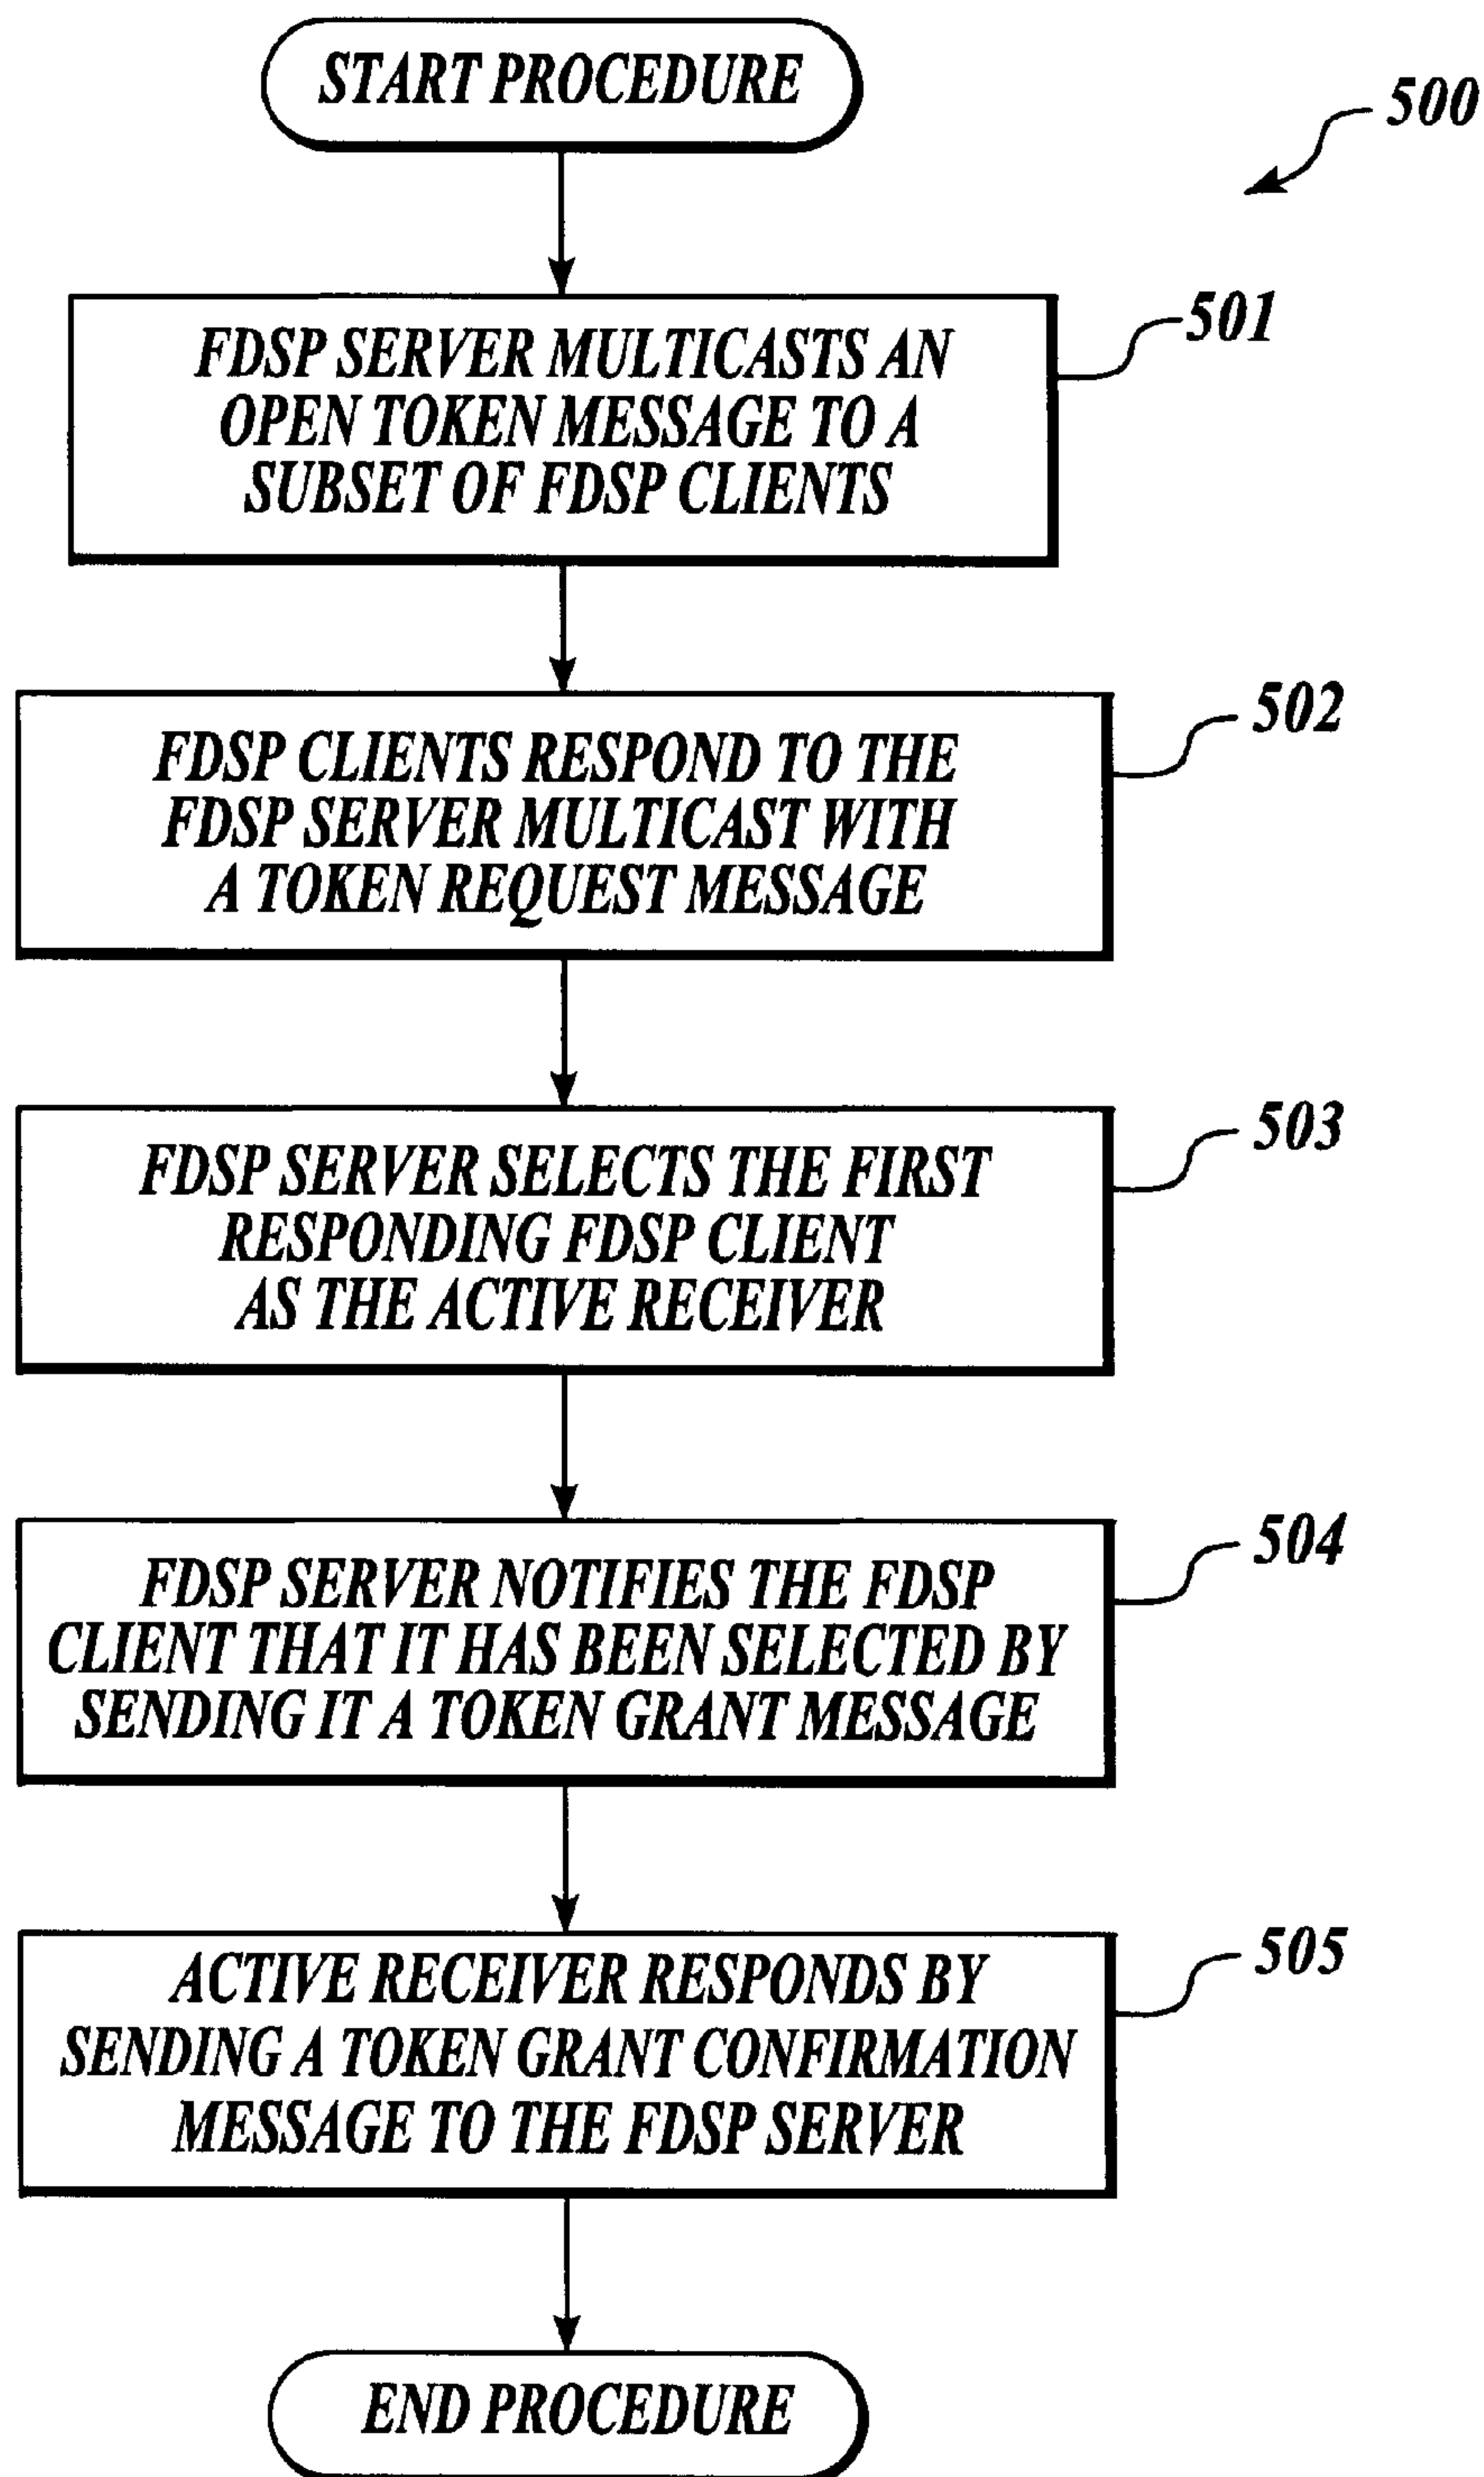 START PROCEDURE
500
FDSP SERVER MULTICASTS AN
OPEN TOKEN MESSAGE TO A
SUBSET OF FDSP CLIENTS
501
FDSP CLIENTS RESPOND TO THE
FDSP SERVER MULTICAST WITH
A TOKEN REQUEST MESSAGE
502
FDSP SERVER SELECTS THE FIRST
RESPONDING FDSP CLIENT
AS THE ACTIVE RECEIVER
503
FDSP SERVER NOTIFIES THE FDSP
CLIENT THAT IT HAS BEEN SELECTED BY
SENDING IT A TOKEN GRANT MESSAGE
504
ACTIVE RECEIVER RESPONDS BY
SENDING A TOKEN GRANT CONFIRMATION
MESSAGE TO THE FDSP SERVER
505
END PROCEDURE